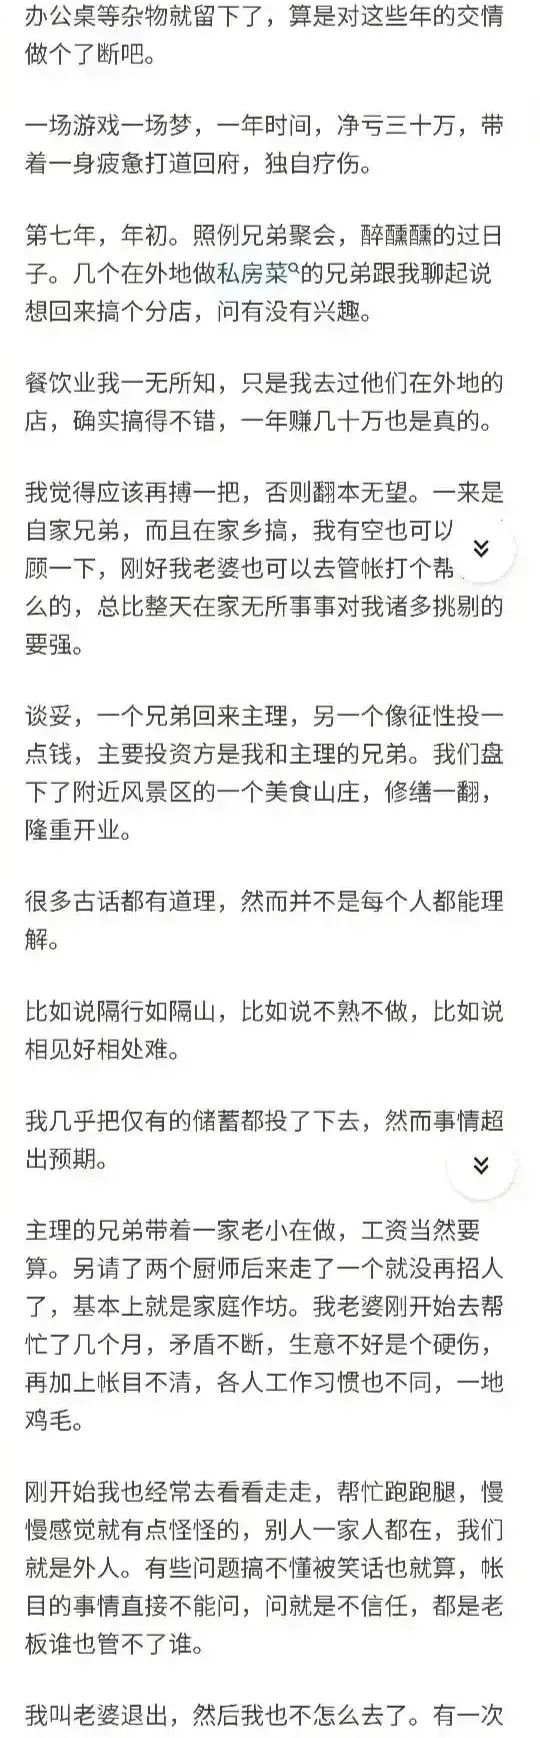 办公桌等杂物就留下了，算是对这些年的交情
做个了断吧。
一场游戏一场梦，一年时间，净亏三十万，带
着一身疲惫打道回府，独自疗伤。
第七年，年初。照例兄弟聚会，醉醺醺的过日
子。几个在外地做私房菜的兄弟跟我聊起说
想回来搞个分店，问有没有兴趣。
餐饮业我一无所知，只是我去过他们在外地的
店，确实搞得不错，一年赚几十万也是真的。
我觉得应该再搏一把，否则翻本无望。一来是
自家兄弟，而且在家乡搞，我有空也可以
顾一下，刚好我老婆也可以去管帐打个帮
么的，总比整天在家无所事事对我诸多挑剔的
要强。
谈妥，一个兄弟回来主理，另一个像征性投一
点钱，主要投资方是我和主理的兄弟。我们盘
下了附近风景区的一个美食山庄，修缮一翻，
隆重开业。
很多古话都有道理，然而并不是每个人都能理
解。
比如说隔行如隔山，比如说不熟不做，比如说
相见好相处难。
我几乎把仅有的储蓄都投了下去，然而事情超
出预期。
主理的兄弟带着一家老小在做，工资当然要
算。另请了两个厨师后来走了一个就没再招人
了，基本上就是家庭作坊。我老婆刚开始去帮
忙了几个月，矛盾不断，生意不好是个硬伤，
再加上帐目不清，各人工作习惯也不同，一地
鸡毛。
刚开始我也经常去看看走走，帮忙跑跑腿，慢
慢感觉就有点怪怪的，别人一家人都在，我们
就是外人。有些问题搞不懂被笑话也就算，帐
目的事情直接不能问，问就是不信任，都是老
板谁也管不了谁。
我叫老婆退出，然后我也不怎么去了。有一次